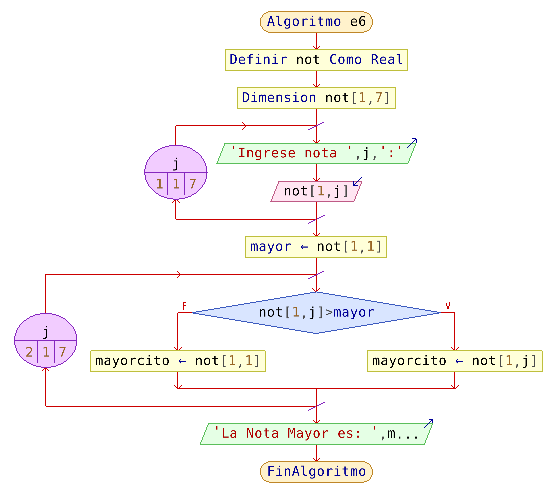 Algoritmo e6
Definir not Como Real
Dimension not[1,7]
'Ingrese nota ',j,':'
j
1 1 7
not[1,j]
mayor ← not[1,1]
not[1,j]>mayor
F
V
j
2 1 7
mayorcito ← not[1,1]
mayorcito ← not[1,j]
'La Nota Mayor es: ',m...
FinAlgoritmo